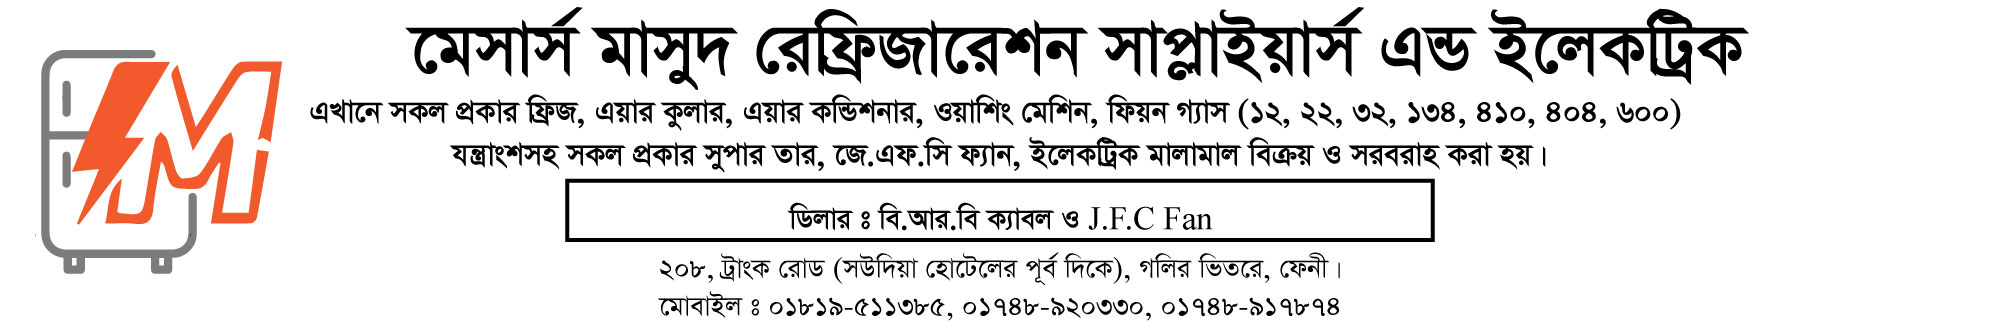 মেসার্স মাসুদ রেফ্রিজারেশন সাপ্লাইয়ার্স এন্ড ইলেকট্রিক
এখানে সকল প্রকার ফ্রিজ, এয়ার কুলার, এয়ার কন্ডিশনার, ওয়াশিং মেশিন, ফিয়ন গ্যাস (১২, ২২, ৩২, ১৩৪, ৪১০, ৪০৪, ৬০০)
যন্ত্রাংশসহ সকল প্রকার সুপার তার, জে.এফ.সি ফ্যান, ইলেকট্রিক মালামাল বিক্রয় ও সরবরাহ করা হয়।
ডিলার ঃ বি.আর.বি ক্যাবল ও J.F.C Fan
২০৮, ট্রাংক রোড (সউদিয়া হোটেলের পূর্ব দিকে), গলির ভিতরে, ফেনী।
মোবাইল ঃ ০১৮১৯-৫১১৩৮৫, ০১৭৪৮-৯২০৩৩০, ০১৭৪৮-৯১৭৮৭৪